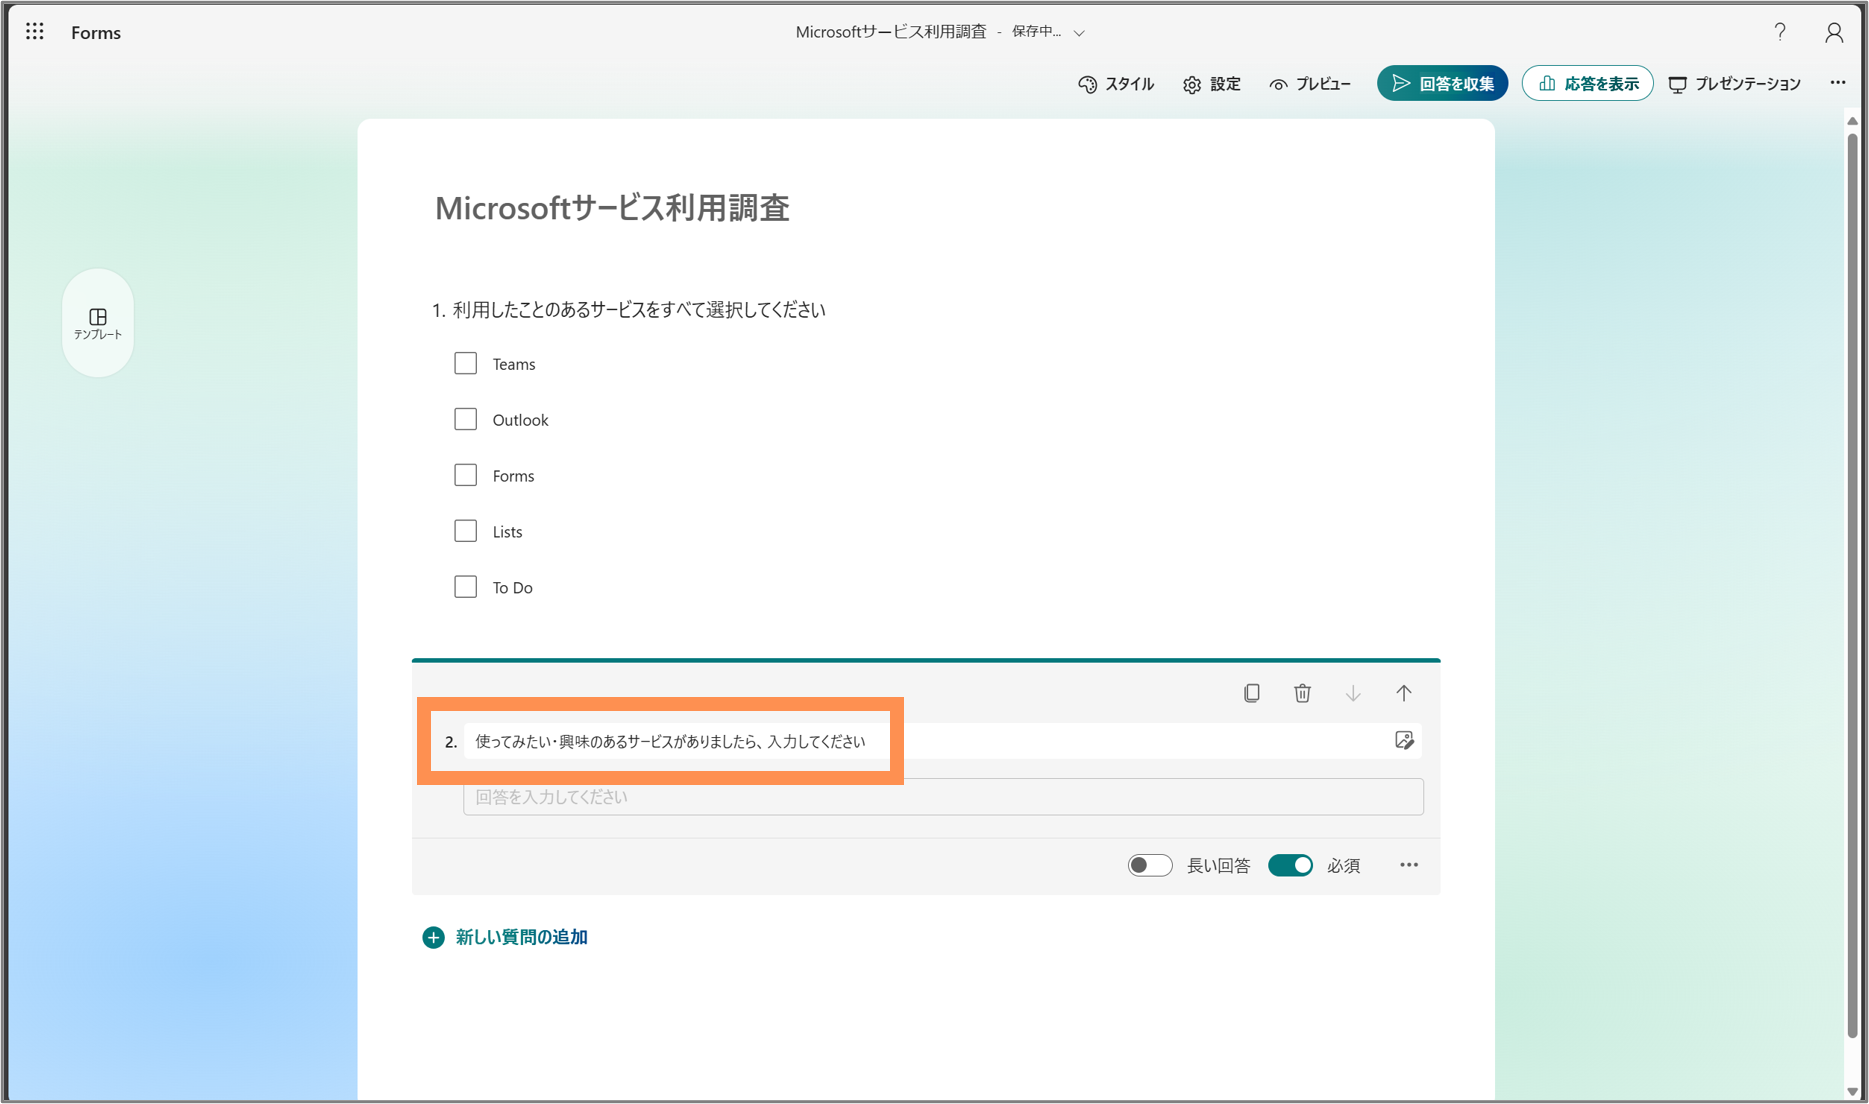 Forms
Microsoftサービス利用調査 - 保存中...
?
スタイル
設定
プレビュー
回答を収集
応答を表示
プレゼンテーション
テンプレート
Microsoftサービス利用調査
1. 利用したことのあるサービスをすべて選択してください
Teams
Outlook
Forms
Lists
To Do
2. 使ってみたい・興味のあるサービスがありましたら、入力してください
回答を入力してください
長い回答
必須
新しい質問の追加